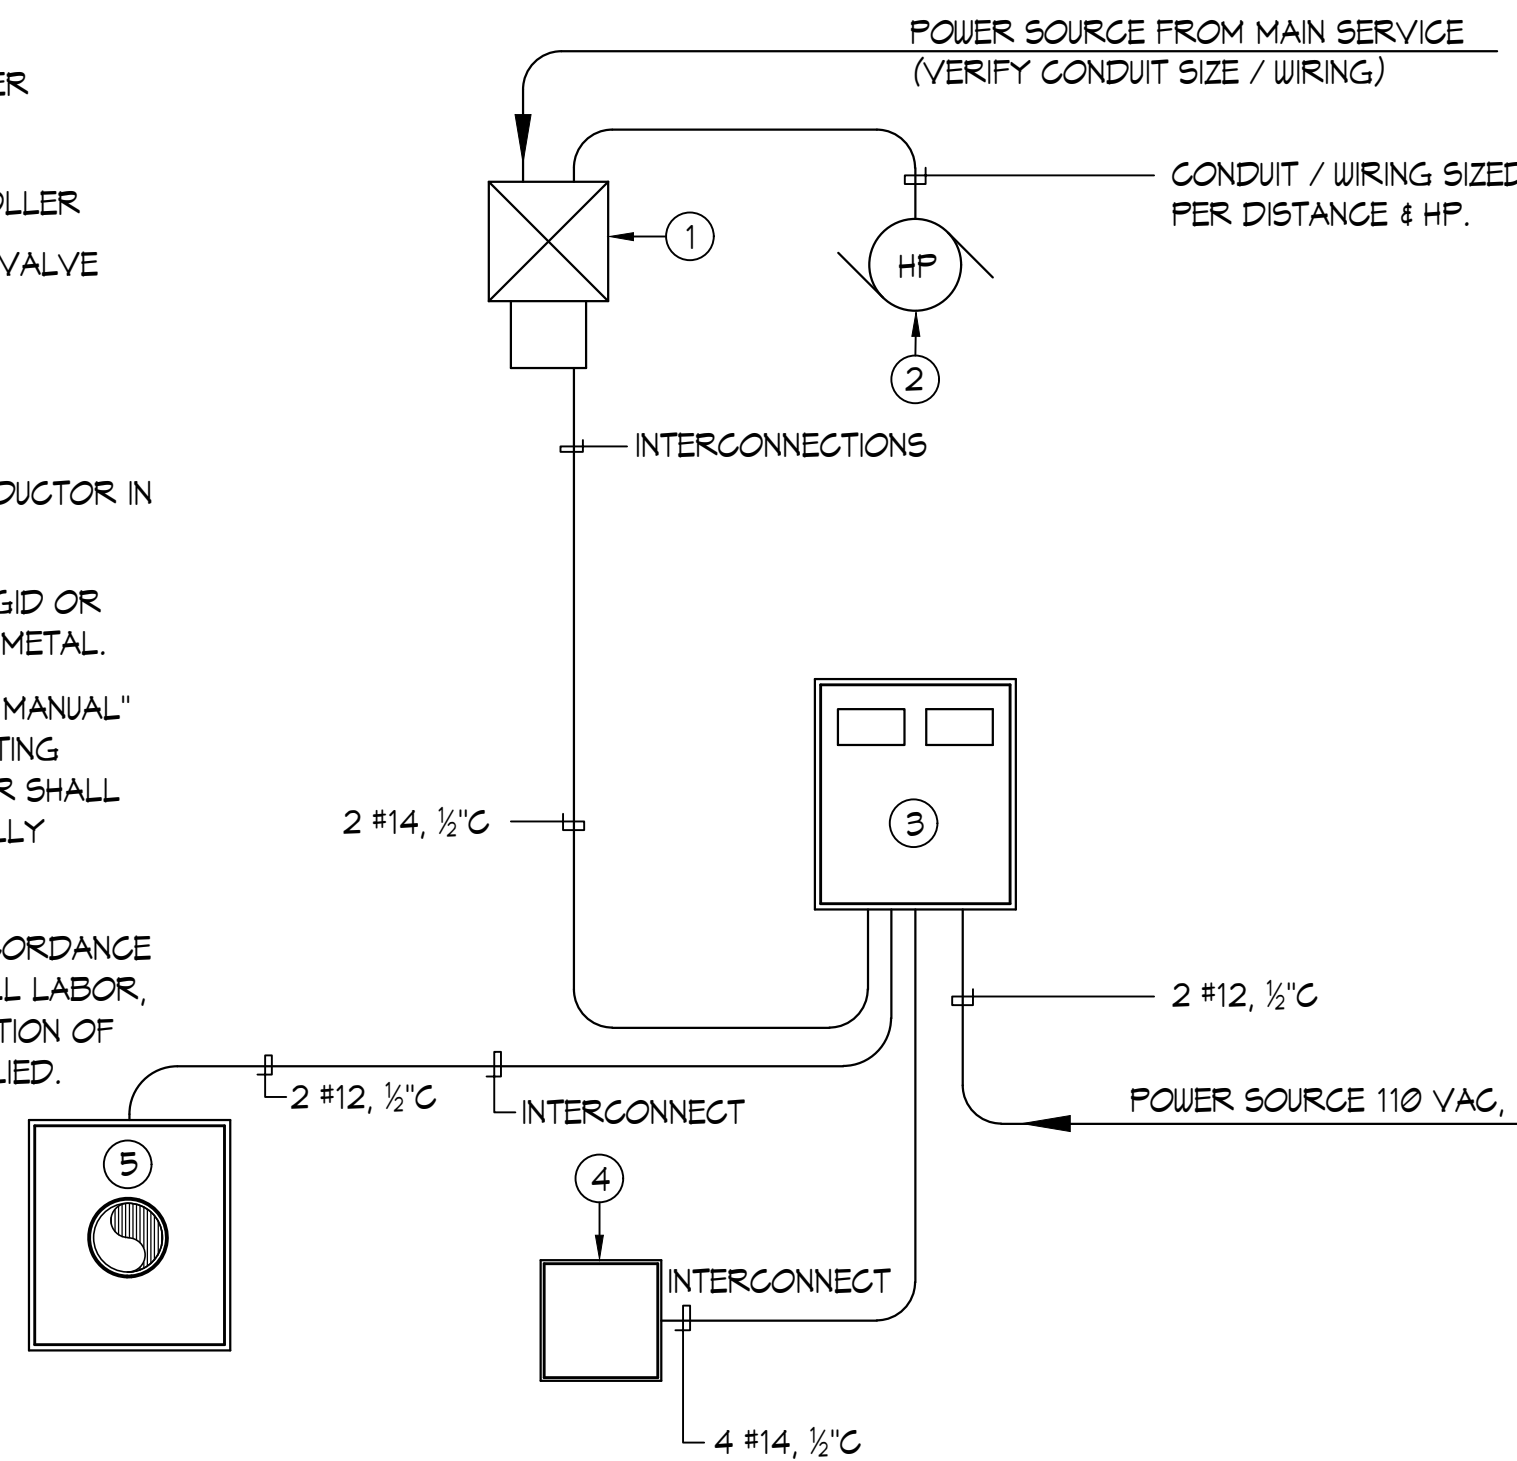 ER
OLLER
VALVE
DUCTOR IN
GID OR
METAL.
MANUAL"
TING
R SHALL
LLY
CORDANCE
LL LABOR,
TION OF
LIED.
POWER SOURCE FROM MAIN SERVICE
(VERIFY CONDUIT SIZE / WIRING)
CONDUIT / WIRING SIZED
PER DISTANCE & HP.
1
HP
2
INTERCONNECTIONS
2 #14, ½"C
3
2 #12, ½"C
2 #12, ½"C
INTERCONNECT
POWER SOURCE 110 VAC,
5
4
INTERCONNECT
4 #14, ½"C